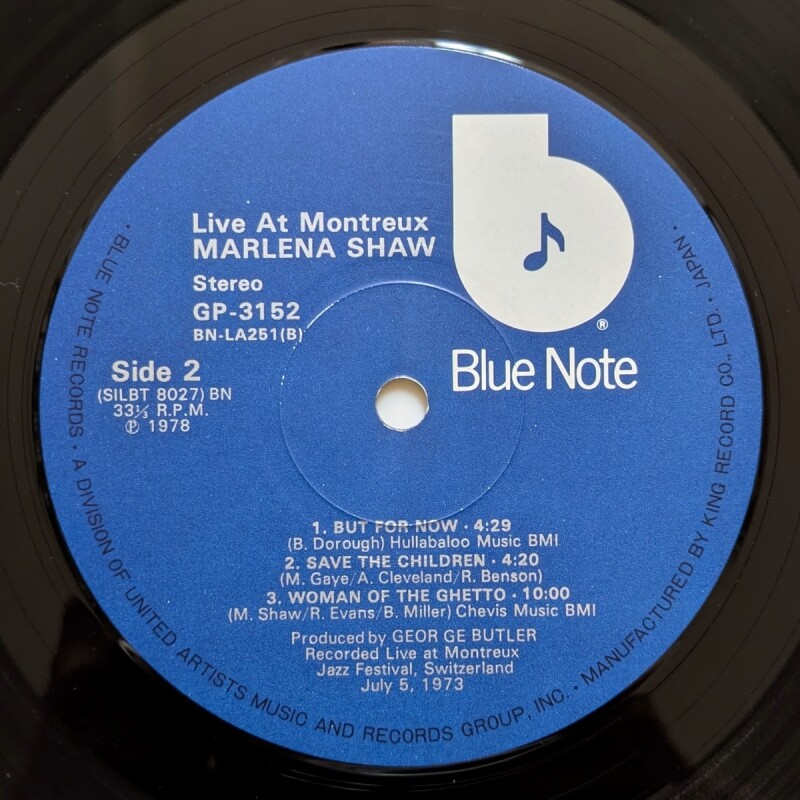 Live At Montreux
MARLENA SHAW
Stereo
GP-3152
BN-LA251(B)
Side 2
(SILBT 8027) BN
33⅓ R.P.M.
Ⓟ 1978
®
Blue Note
1. BUT FOR NOW · 4:29
(B. Dorough) Hullabaloo Music BMI
2. SAVE THE CHILDREN · 4:20
(M. Gaye/A. Cleveland/R. Benson)
3. WOMAN OF THE GHETTO · 10:00
(M. Shaw/R. Evans/B. Miller) Chevis Music BMI
Produced by GEOR GE BUTLER
Recorded Live at Montreux
Jazz Festival, Switzerland
July 5, 1973
· BLUE NOTE RECORDS · A DIVISION OF UNITED ARTISTS MUSIC AND RECORDS GROUP, INC. · MANUFACTURED BY KING RECORD CO., LTD. · JAPAN ·